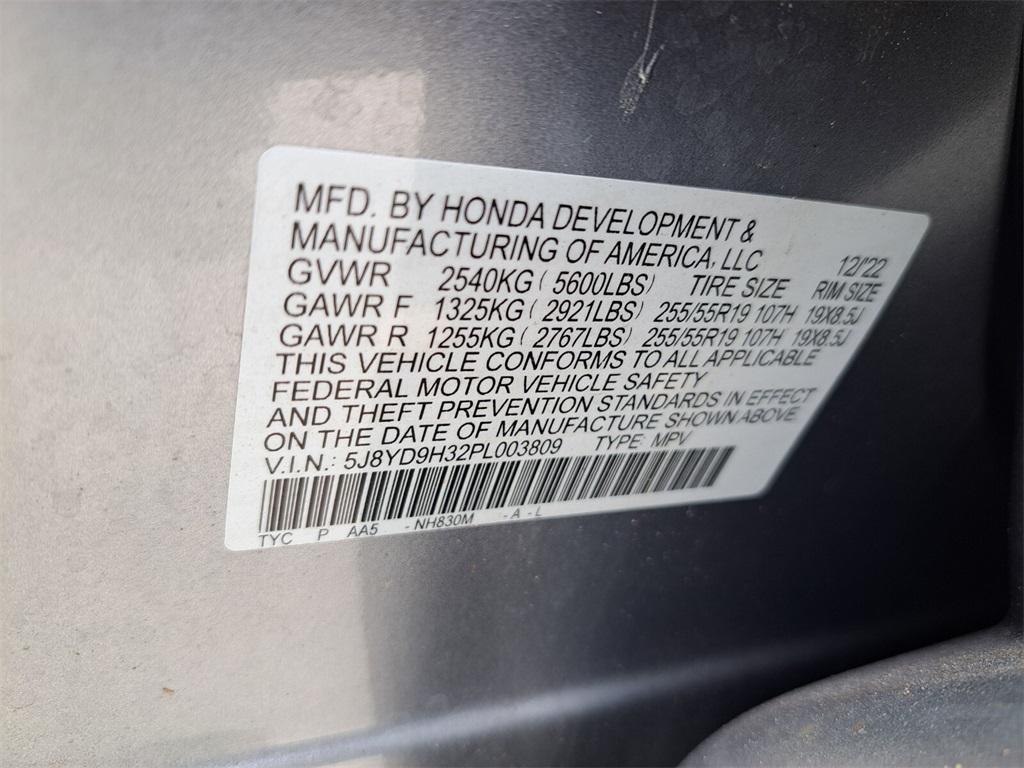 MFD. BY HONDA DEVELOPMENT &
MANUFACTURING OF AMERICA, LLC 12/'22
GVWR 2540KG ( 5600LBS) TIRE SIZE RIM SIZE
GAWR F 1325KG ( 2921LBS) 255/55R19 107H 19X8.5J
GAWR R 1255KG ( 2767LBS) 255/55R19 107H 19X8.5J
THIS VEHICLE CONFORMS TO ALL APPLICABLE
FEDERAL MOTOR VEHICLE SAFETY
AND THEFT PREVENTION STANDARDS IN EFFECT
ON THE DATE OF MANUFACTURE SHOWN ABOVE
V.I.N.: 5J8YD9H32PL003809 TYPE: MPV
TYC P AA5 - NH830M - A - L